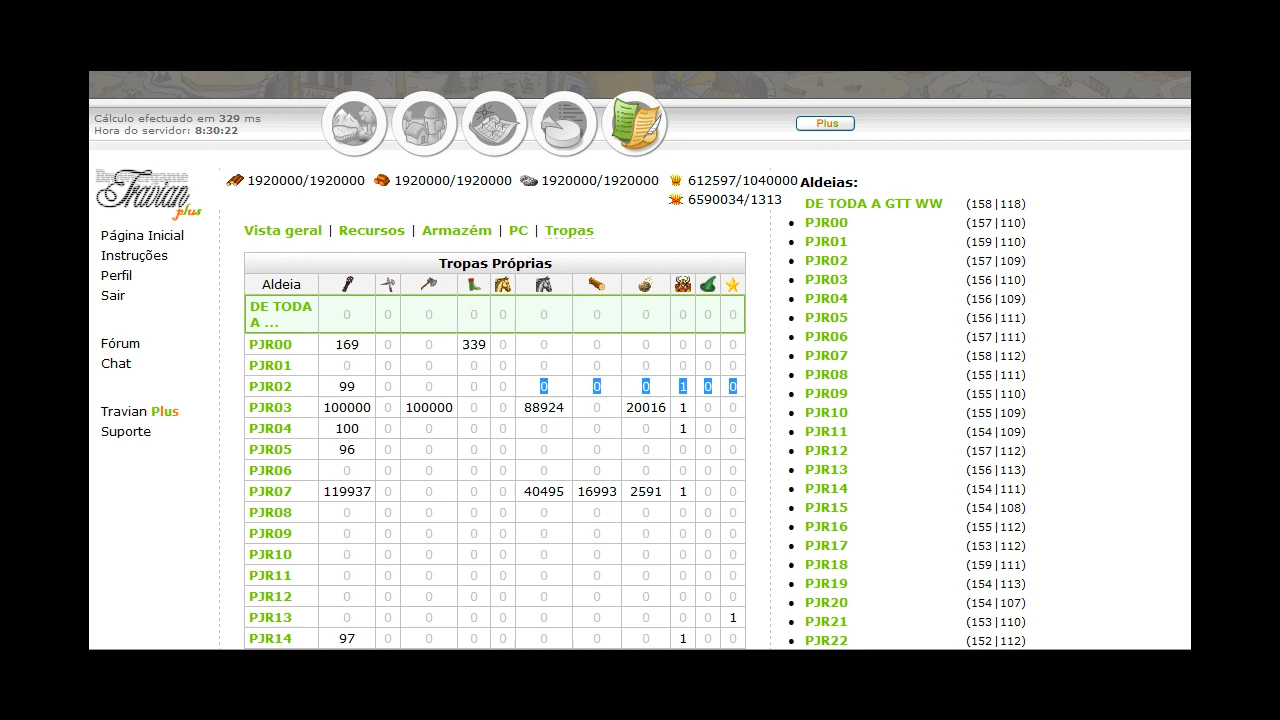 Cálculo efectuado em 329 ms
Hora do servidor: 8:30:22
Plus
Travian
plus
Página Inicial
Instruções
Perfil
Sair
Fórum
Chat
Travian Plus
Suporte
1920000/1920000 1920000/1920000 1920000/1920000 612597/1040000
6590034/1313
Vista geral | Recursos | Armazém | PC | Tropas
Tropas Próprias
Aldeia
DE TODA A ... 0 0 0 0 0 0 0 0 0 0 0
PJR00 169 0 0 339 0 0 0 0 0 0 0
PJR01 0 0 0 0 0 0 0 0 0 0 0
PJR02 99 0 0 0 0 0 0 0 1 0 0
PJR03 100000 0 100000 0 0 88924 0 20016 1 0 0
PJR04 100 0 0 0 0 0 0 0 1 0 0
PJR05 96 0 0 0 0 0 0 0 0 0 0
PJR06 0 0 0 0 0 0 0 0 0 0 0
PJR07 119937 0 0 0 0 40495 16993 2591 1 0 0
PJR08 0 0 0 0 0 0 0 0 0 0 0
PJR09 0 0 0 0 0 0 0 0 0 0 0
PJR10 0 0 0 0 0 0 0 0 0 0 0
PJR11 0 0 0 0 0 0 0 0 0 0 0
PJR12 0 0 0 0 0 0 0 0 0 0 0
PJR13 0 0 0 0 0 0 0 0 0 0 1
PJR14 97 0 0 0 0 0 0 0 1 0 0
Aldeias:
DE TODA A GTT WW (158|118)
PJR00 (157|110)
PJR01 (159|110)
PJR02 (157|109)
PJR03 (156|110)
PJR04 (156|109)
PJR05 (156|111)
PJR06 (157|111)
PJR07 (158|112)
PJR08 (155|111)
PJR09 (155|110)
PJR10 (155|109)
PJR11 (154|109)
PJR12 (157|112)
PJR13 (156|113)
PJR14 (154|111)
PJR15 (154|108)
PJR16 (155|112)
PJR17 (153|112)
PJR18 (159|111)
PJR19 (154|113)
PJR20 (154|107)
PJR21 (153|110)
PJR22 (152|112)